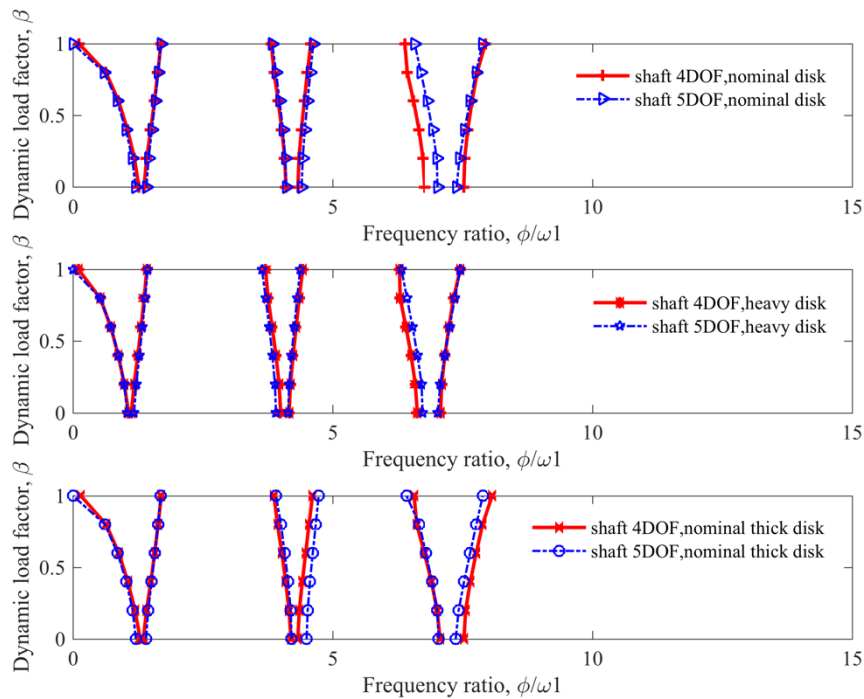 Dynamic load factor, β
1
0.5
0
shaft 4DOF,nominal disk
shaft 5DOF,nominal disk
0 5 10 15
Frequency ratio, ϕ/ω1
Dynamic load factor, β
1
0.5
0
shaft 4DOF,heavy disk
shaft 5DOF,heavy disk
0 5 10 15
Frequency ratio, ϕ/ω1
Dynamic load factor, β
1
0.5
0
shaft 4DOF,nominal thick disk
shaft 5DOF,nominal thick disk
0 5 10 15
Frequency ratio, ϕ/ω1